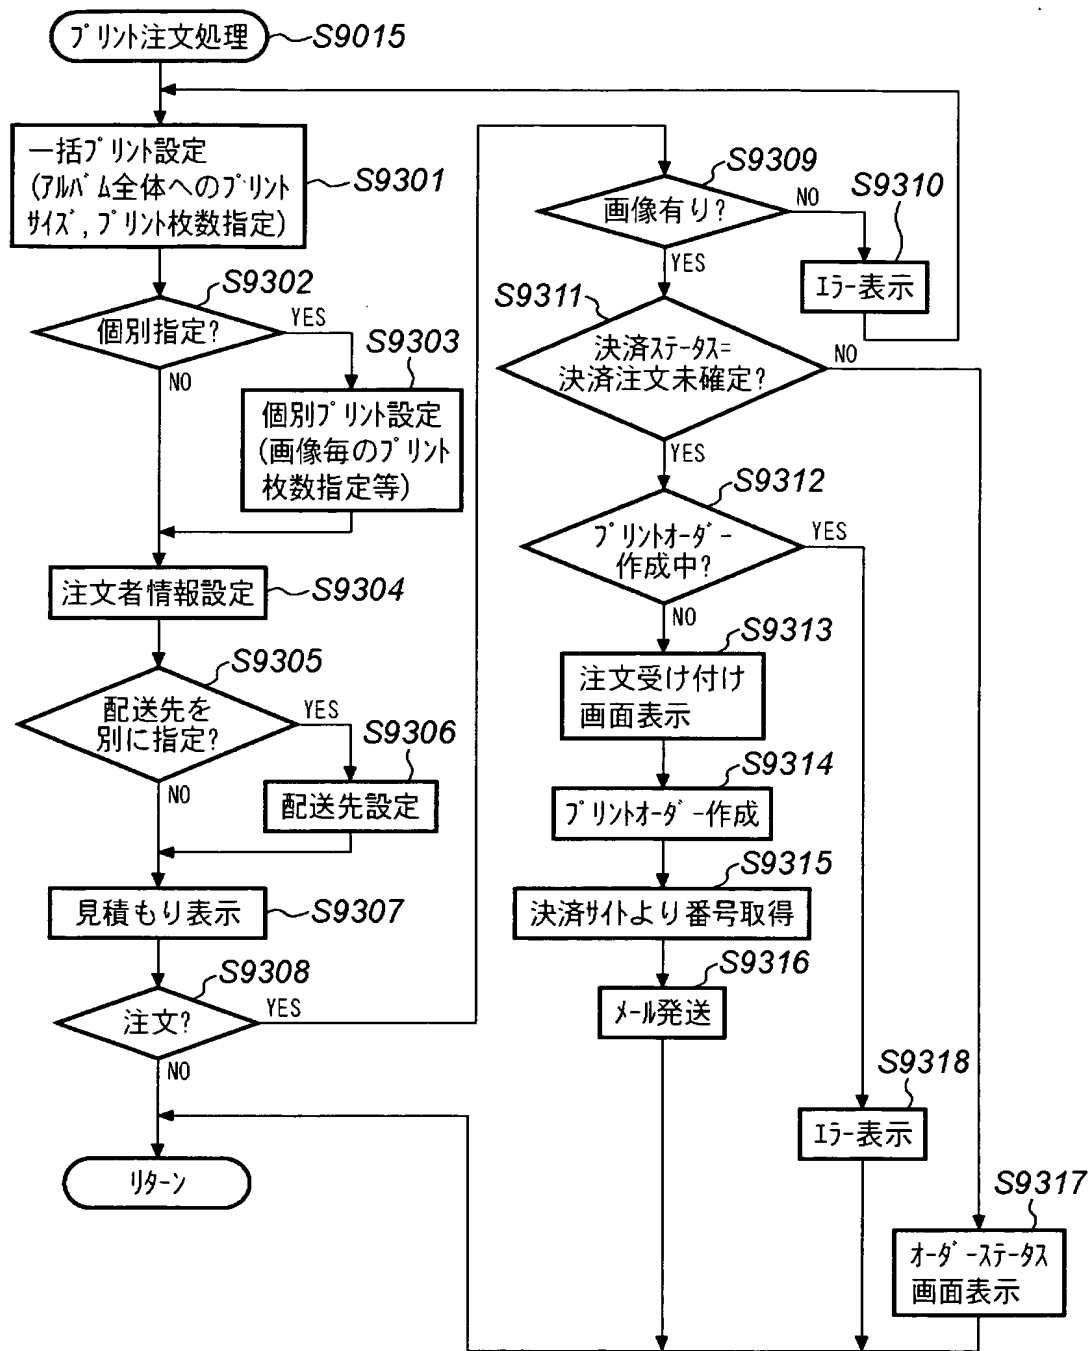 プリント注文処理
S9015
一括プリント設定
(アルバム全体へのプリント
サイズ,プリント枚数指定)
S9301
S9302
個別指定?
YES
NO
S9303
個別プリント設定
(画像毎のプリント
枚数指定等)
注文者情報設定
S9304
S9305
配送先を
別に指定?
YES
NO
S9306
配送先設定
見積もり表示
S9307
S9308
注文?
YES
NO
リターン
S9309
画像有り?
NO
YES
S9310
エラー表示
S9311
決済ステータス=
決済注文未確定?
NO
YES
S9312
プリントオーダー
作成中?
YES
NO
S9313
注文受け付け
画面表示
S9314
プリントオーダー作成
S9315
決済サイトより番号取得
S9316
メール発送
S9318
エラー表示
S9317
オーダーステータス
画面表示